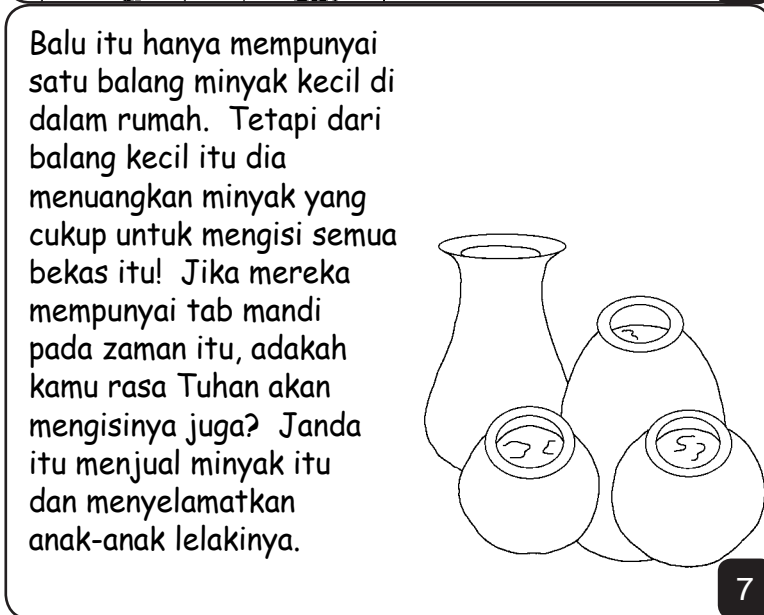 Balu itu hanya mempunyai
satu balang minyak kecil di
dalam rumah.  Tetapi dari
balang kecil itu dia
menuangkan minyak yang
cukup untuk mengisi semua
bekas itu!  Jika mereka
mempunyai tab mandi
pada zaman itu, adakah
kamu rasa Tuhan akan
mengisinya juga?  Janda
itu menjual minyak itu
dan menyelamatkan
anak-anak lelakinya.
7